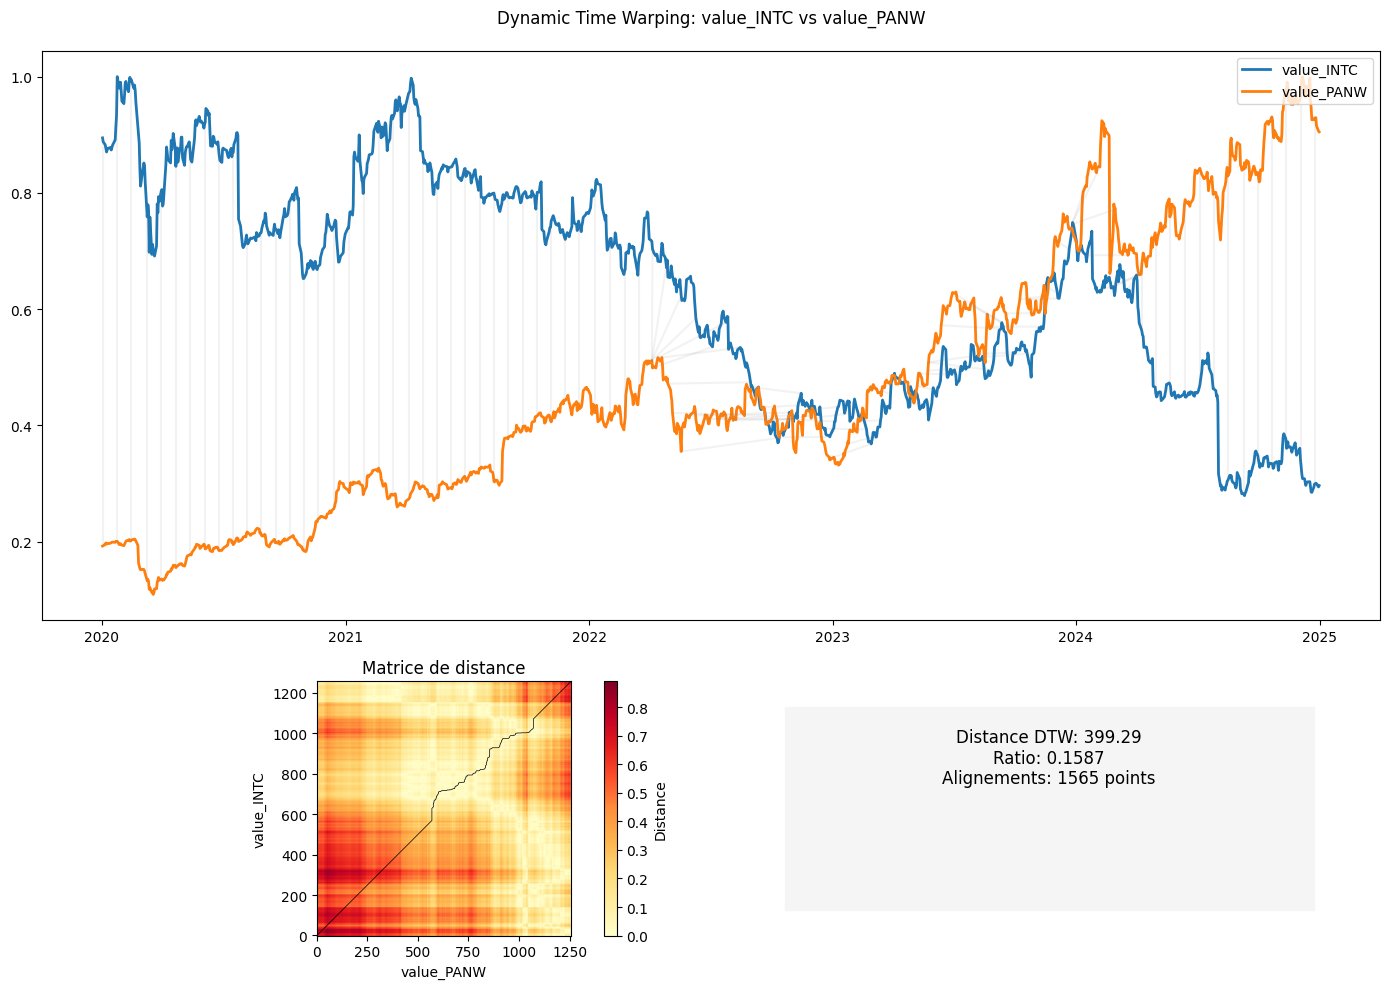 Dynamic Time Warping: value_INTC vs value_PANW
value_INTC
value_PANW
1.0
0.8
0.6
0.4
0.2
2020 2021 2022 2023 2024 2025
Matrice de distance
value_INTC
1200
1000
800
600
400
200
0
0 250 500 750 1000 1250
value_PANW
0.8
0.7
0.6
0.5
0.4
0.3
0.2
0.1
0.0
Distance
Distance DTW: 399.29
Ratio: 0.1587
Alignements: 1565 points